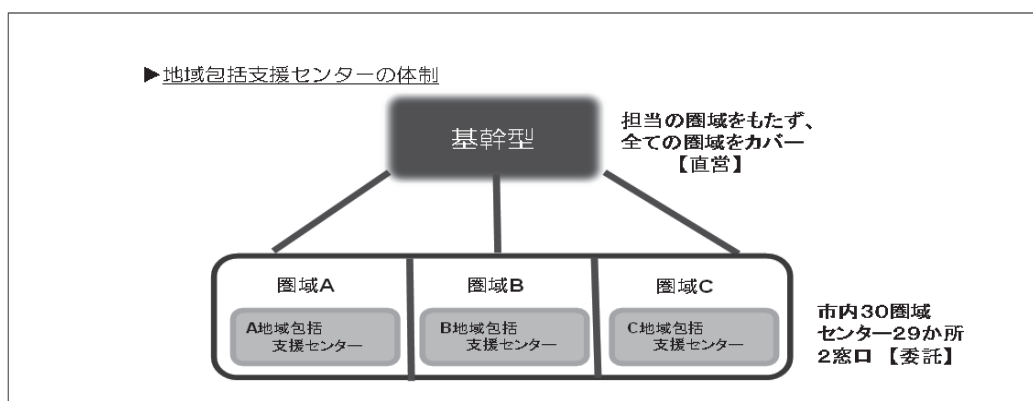 ▶地域包括支援センターの体制
基幹型
担当の圏域をもたず、
全ての圏域をカバー
【直営】
圏域A
圏域B
圏域C
A地域包括
支援センター
B地域包括
支援センター
C地域包括
支援センター
市内30圏域
センター29か所
2窓口 【委託】